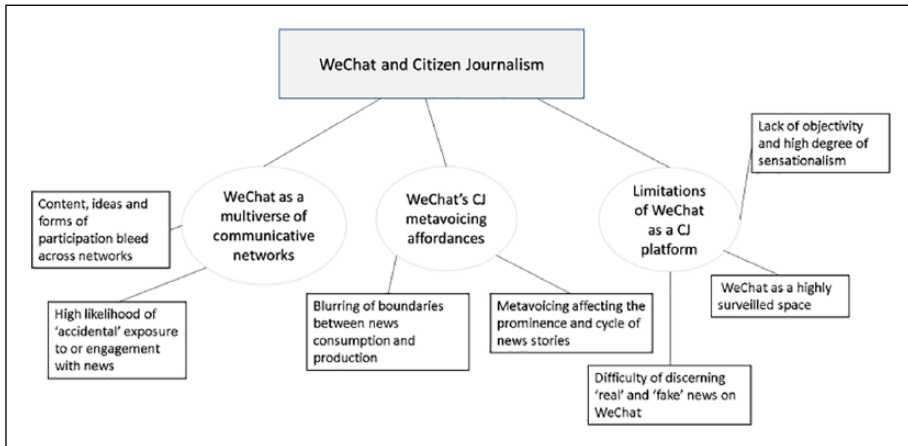 WeChat and Citizen Journalism
Lack of objectivity
and high degree of
sensationalism
WeChat as a
multiverse of
communicative
networks
WeChat's CJ
metavoicing
affordances
Limitations
of WeChat
as a CJ
platform
Content, ideas and
forms of
participation bleed
across networks
WeChat as a highly
surveilled space
High likelihood of
'accidental' exposure
to or engagement
with news
Blurring of boundaries
between news
consumption and
production
Metavoicing affecting the
prominence and cycle of
news stories
Difficulty of discerning
'real' and 'fake' news on
WeChat